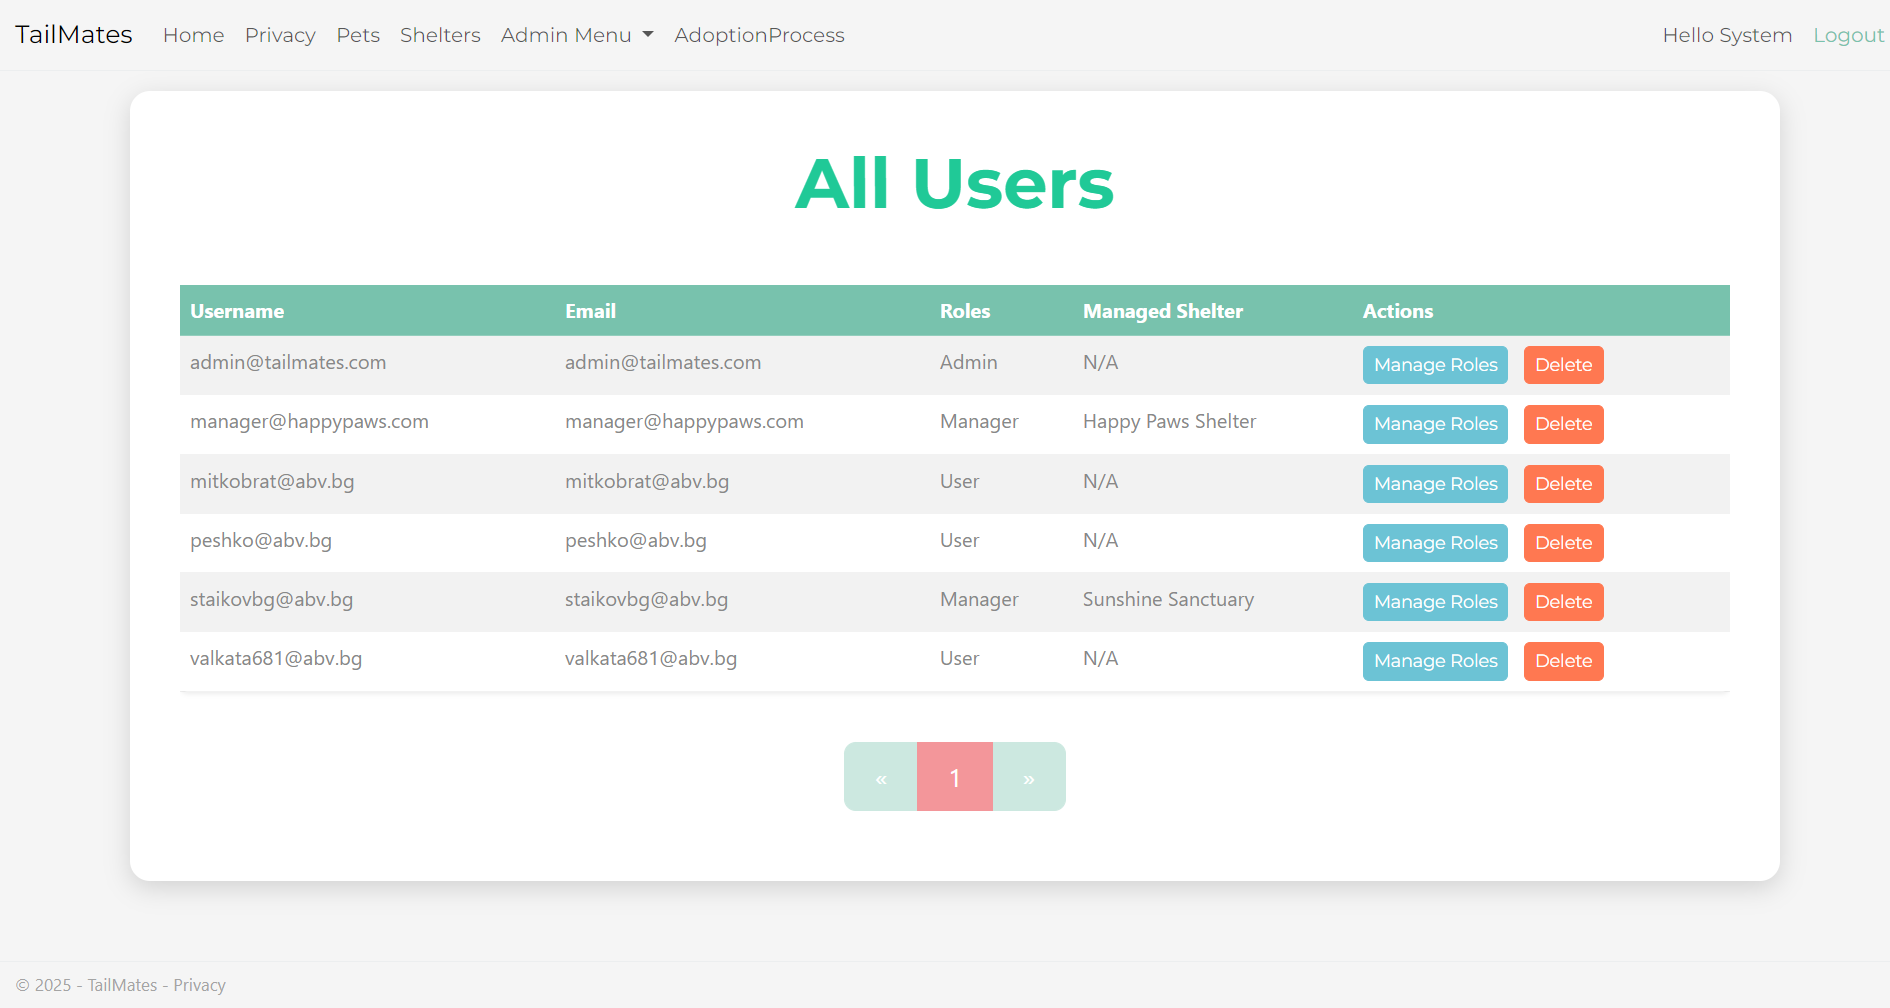 TailMates Home Privacy Pets Shelters Admin Menu AdoptionProcess Hello System Logout
All Users
Username Email Roles Managed Shelter Actions
admin@tailmates.com admin@tailmates.com Admin N/A Manage Roles Delete
manager@happypaws.com manager@happypaws.com Manager Happy Paws Shelter Manage Roles Delete
mitkobrat@abv.bg mitkobrat@abv.bg User N/A Manage Roles Delete
peshko@abv.bg peshko@abv.bg User N/A Manage Roles Delete
staikovbg@abv.bg staikovbg@abv.bg Manager Sunshine Sanctuary Manage Roles Delete
valkata681@abv.bg valkata681@abv.bg User N/A Manage Roles Delete
« 1 »
© 2025 - TailMates - Privacy